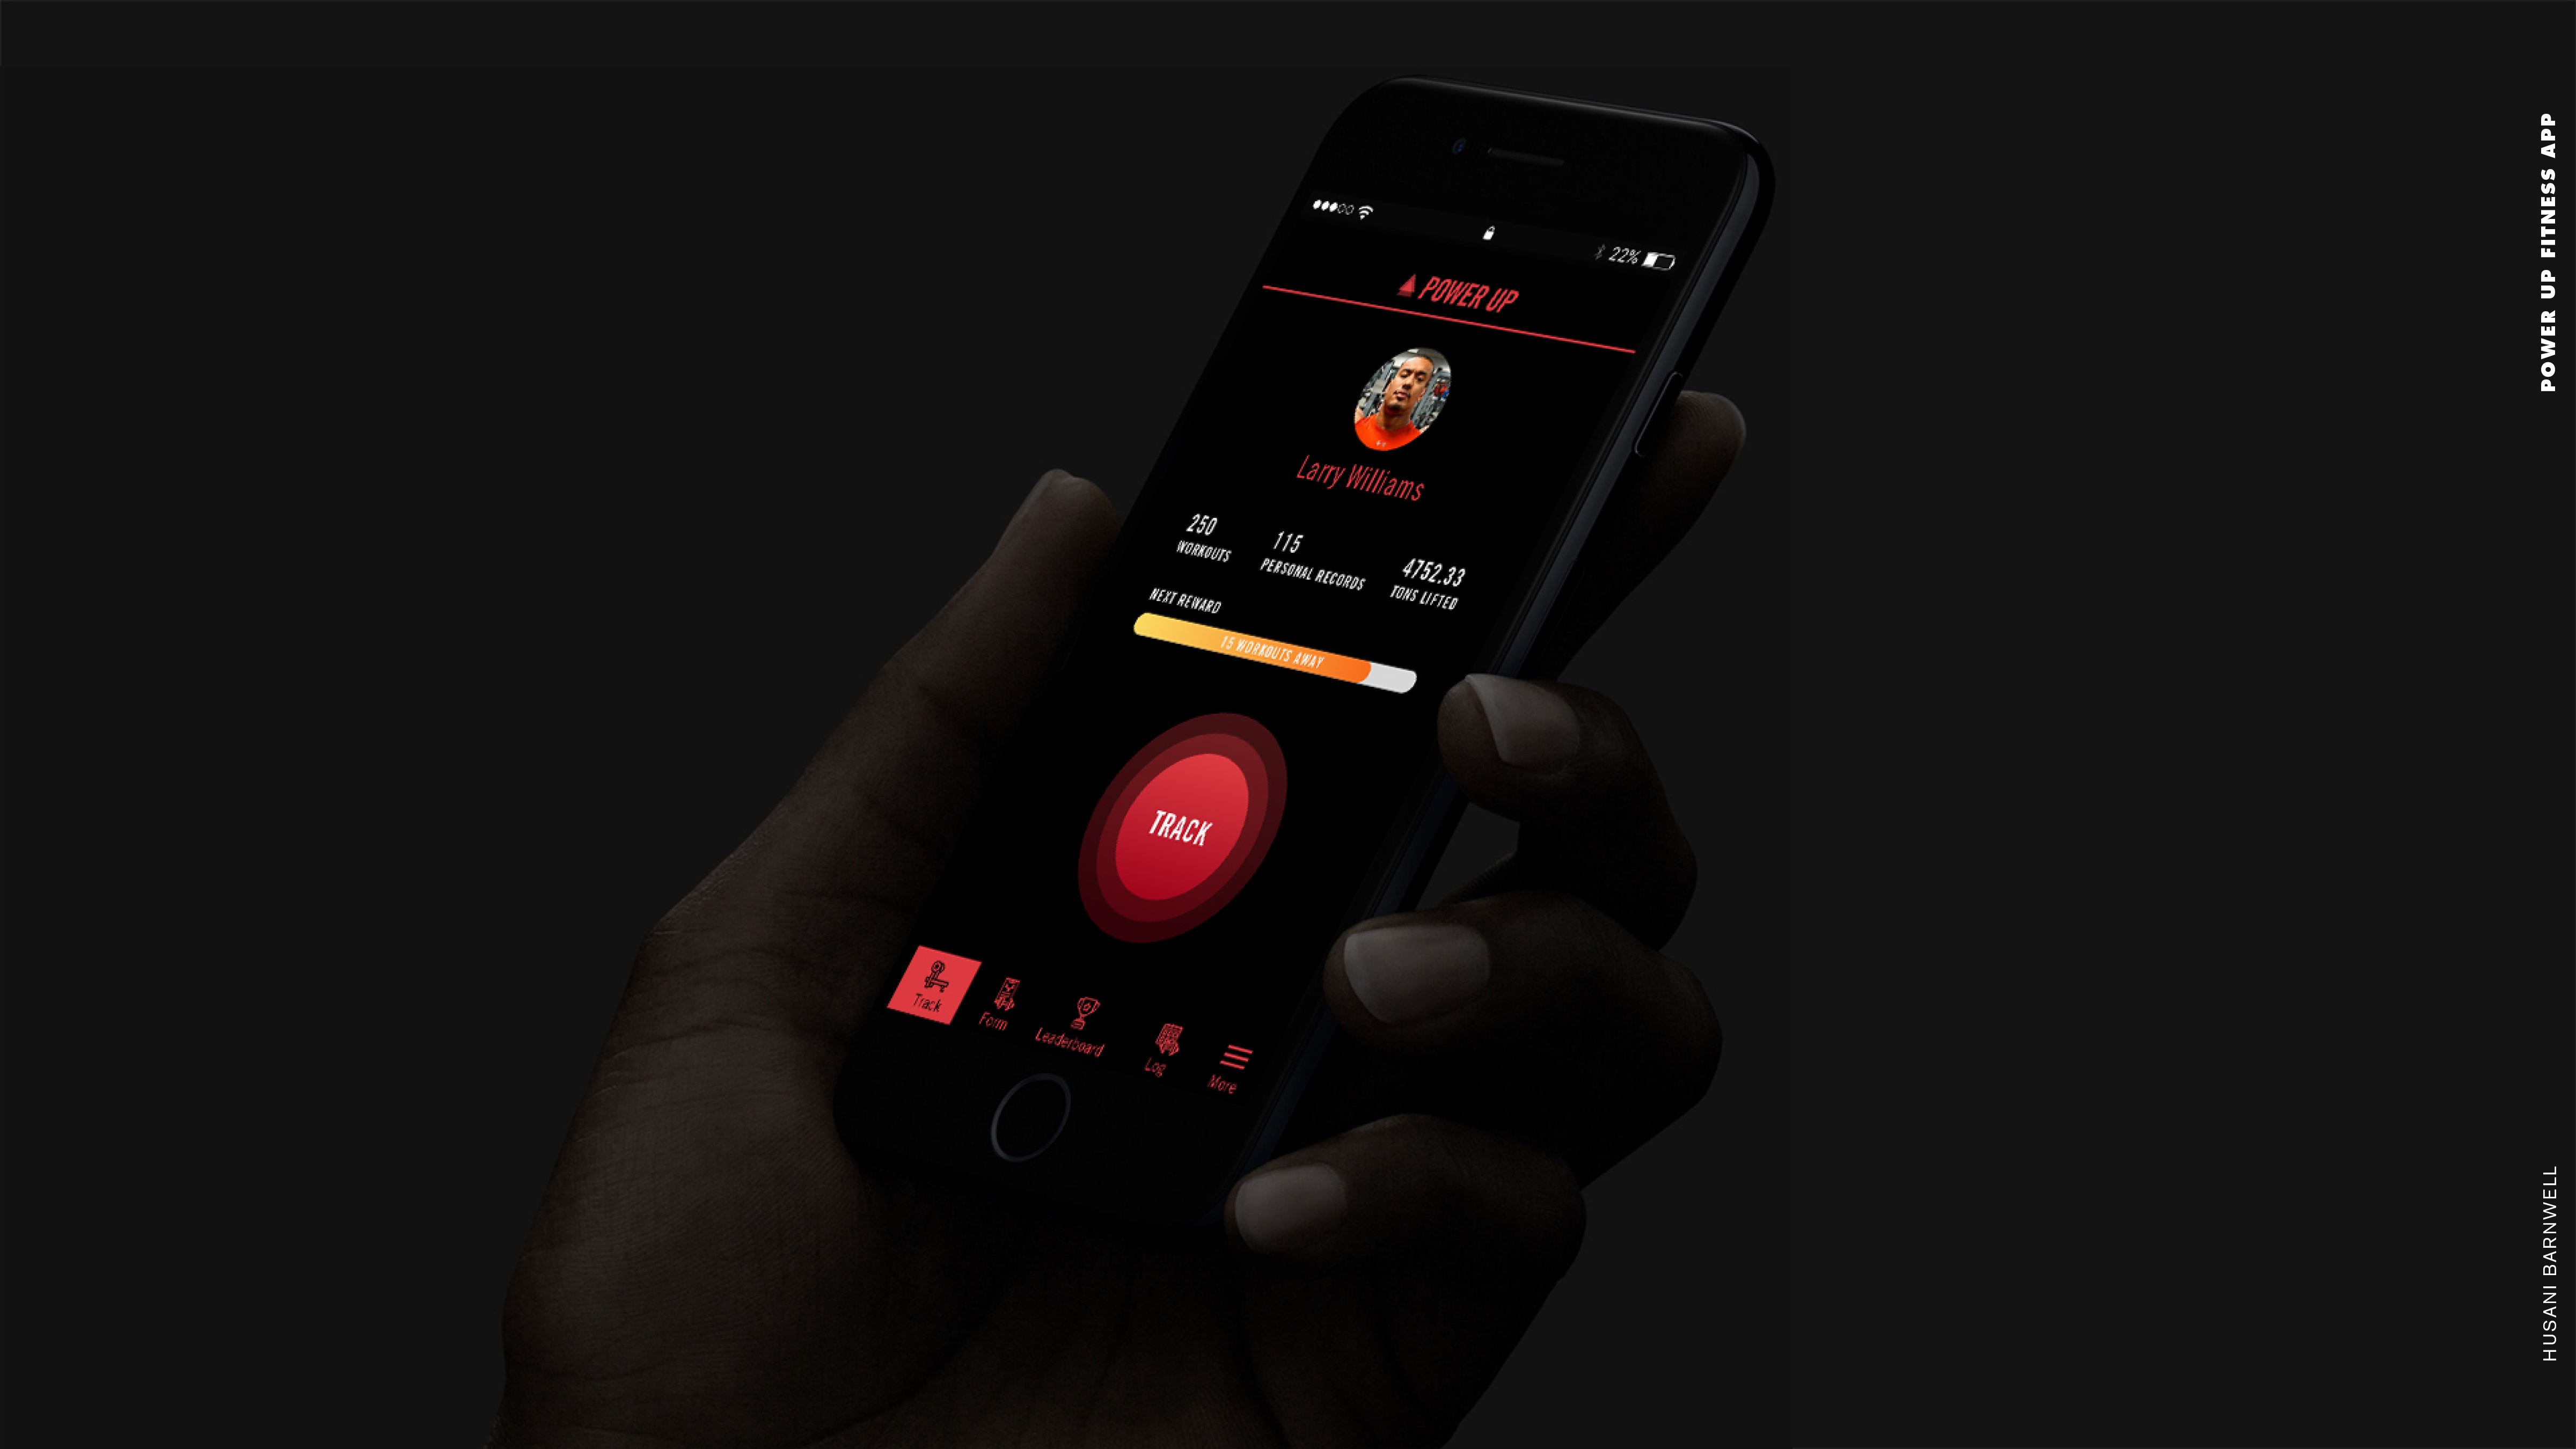 22%
POWER UP
Larry Williams
250
WORKOUTS
115
PERSONAL RECORDS
4752.33
TONS LIFTED
NEXT REWARD
15 WORKOUTS AWAY
TRACK
Track
Form
Leaderboard
Log
More
POWER UP FITNESS APP
HUSANI BARNWELL